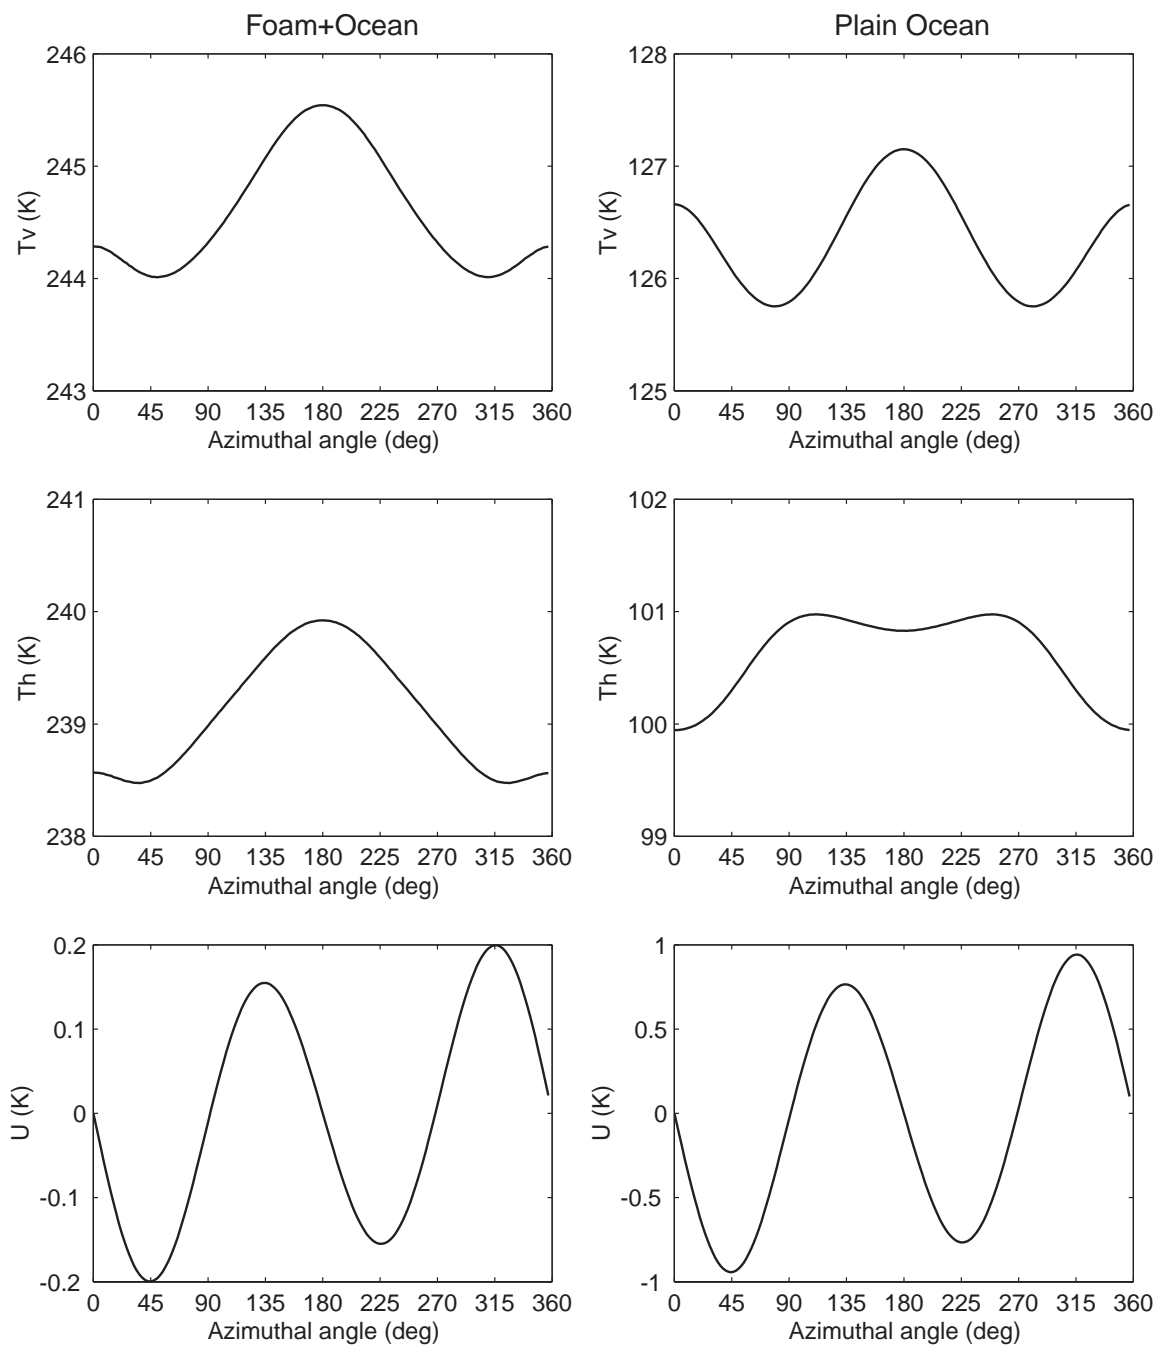 Foam+Ocean
246
245
244
243
Tv (K)
0 45 90 135 180 225 270 315 360
Azimuthal angle (deg)
Plain Ocean
128
127
126
125
Tv (K)
0 45 90 135 180 225 270 315 360
Azimuthal angle (deg)
241
240
239
238
Th (K)
0 45 90 135 180 225 270 315 360
Azimuthal angle (deg)
102
101
100
99
Th (K)
0 45 90 135 180 225 270 315 360
Azimuthal angle (deg)
0.2
0.1
0
-0.1
-0.2
U (K)
0 45 90 135 180 225 270 315 360
Azimuthal angle (deg)
1
0.5
0
-0.5
-1
U (K)
0 45 90 135 180 225 270 315 360
Azimuthal angle (deg)